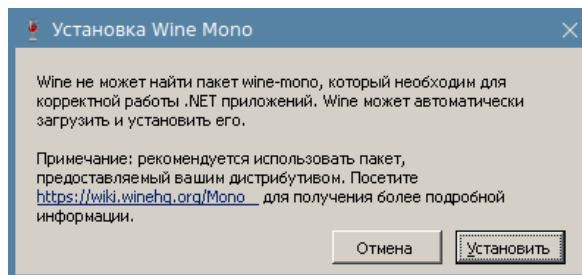 Установка Wine Mono
Wine не может найти пакет wine-mono, который необходим для
корректной работы .NET приложений. Wine может автоматически
загрузить и установить его.
Примечание: рекомендуется использовать пакет,
предоставляемый вашим дистрибутивом. Посетите
https://wiki.winehq.org/Mono для получения более подробной
информации.
Отмена Установить